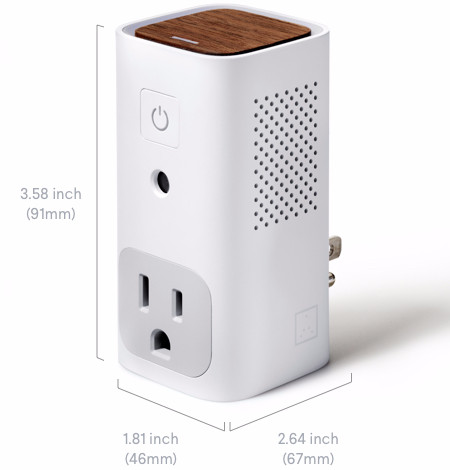 3.58 inch
(91mm)
1.81 inch
(46mm)
2.64 inch
(67mm)